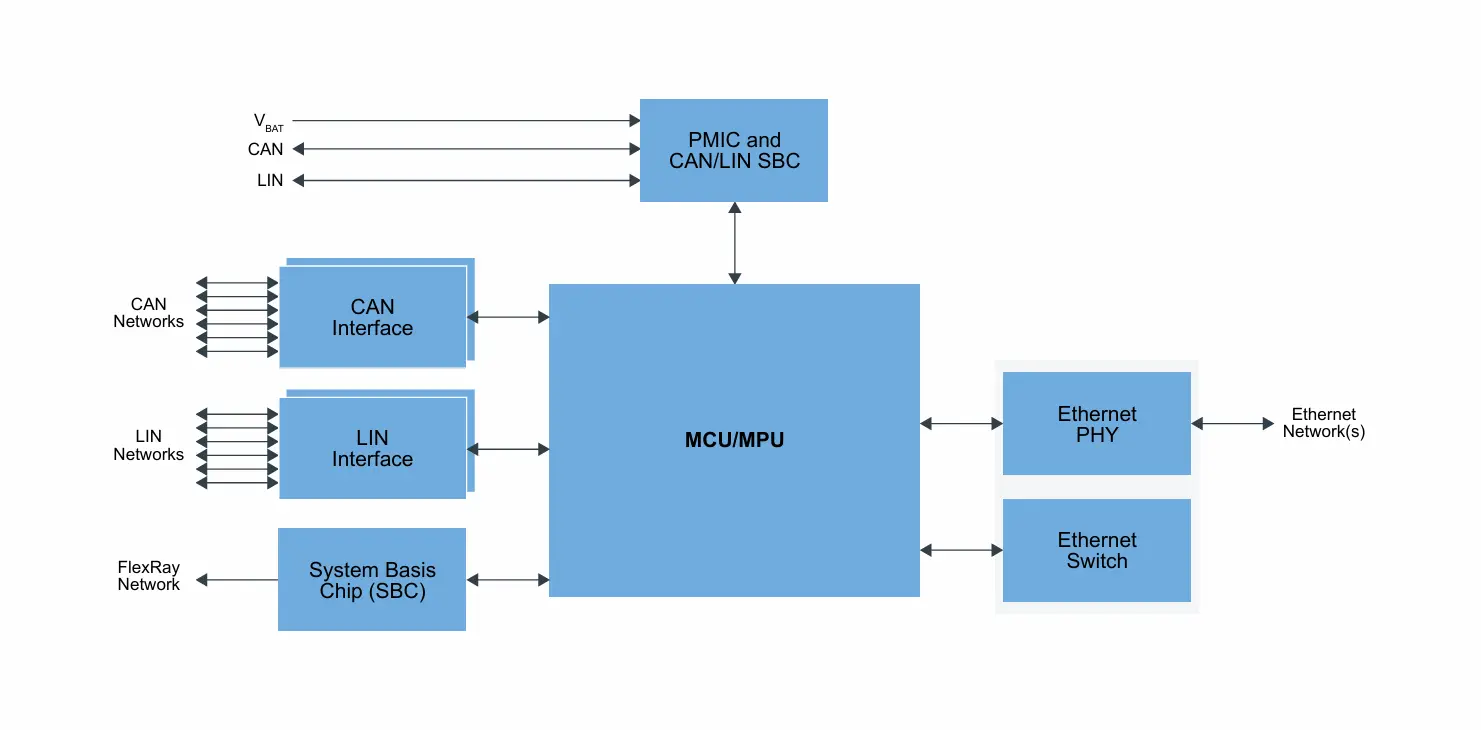 V BAT
CAN
LIN
PMIC and
CAN/LIN SBC
CAN
Networks
CAN
Interface
LIN
Networks
LIN
Interface
FlexRay
Network
System Basis
Chip (SBC)
MCU/MPU
Ethernet
PHY
Ethernet
Network(s)
Ethernet
Switch